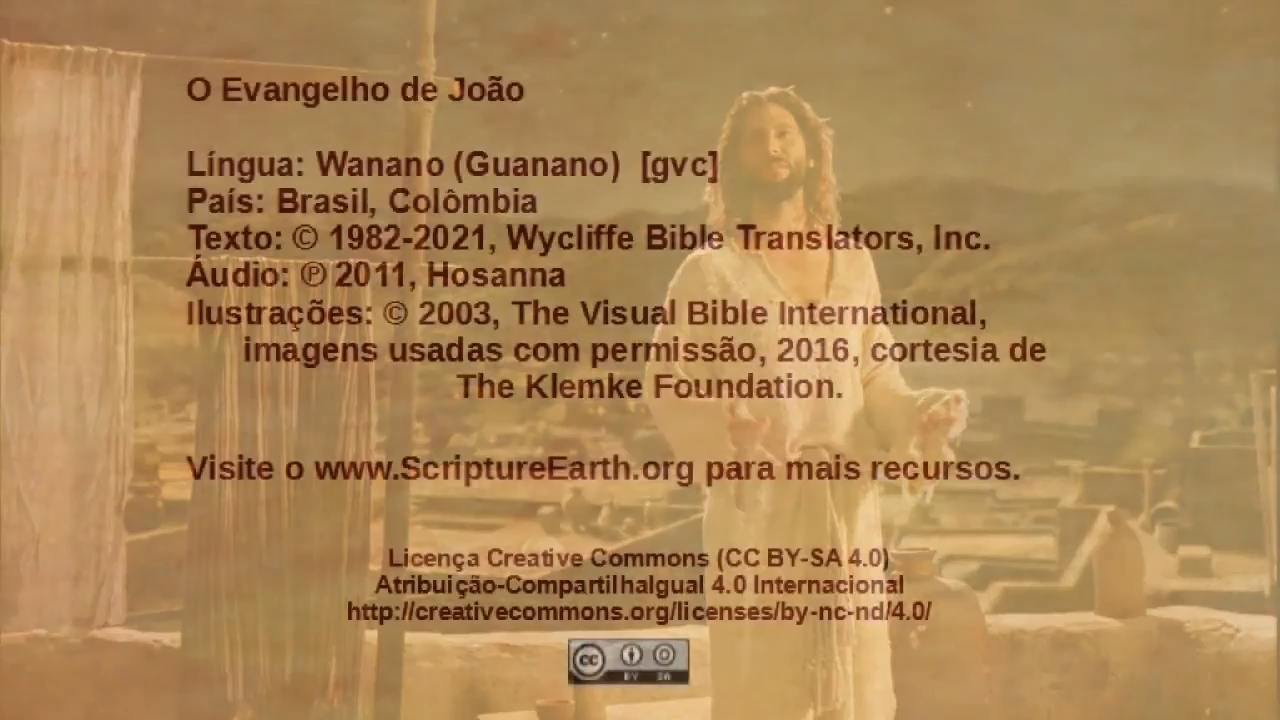 O Evangelho de João
Língua: Wanano (Guanano) [gvc]
País: Brasil, Colômbia
Texto: © 1982-2021, Wycliffe Bible Translators, Inc.
Áudio: ℗ 2011, Hosanna
Ilustrações: © 2003, The Visual Bible International,
imagens usadas com permissão, 2016, cortesia de
The Klemke Foundation.
Visite o www.ScriptureEarth.org para mais recursos.
Licença Creative Commons (CC BY-SA 4.0)
Atribuição-CompartilhaIgual 4.0 Internacional
http://creativecommons.org/licenses/by-nc-nd/4.0/
cc BY SA